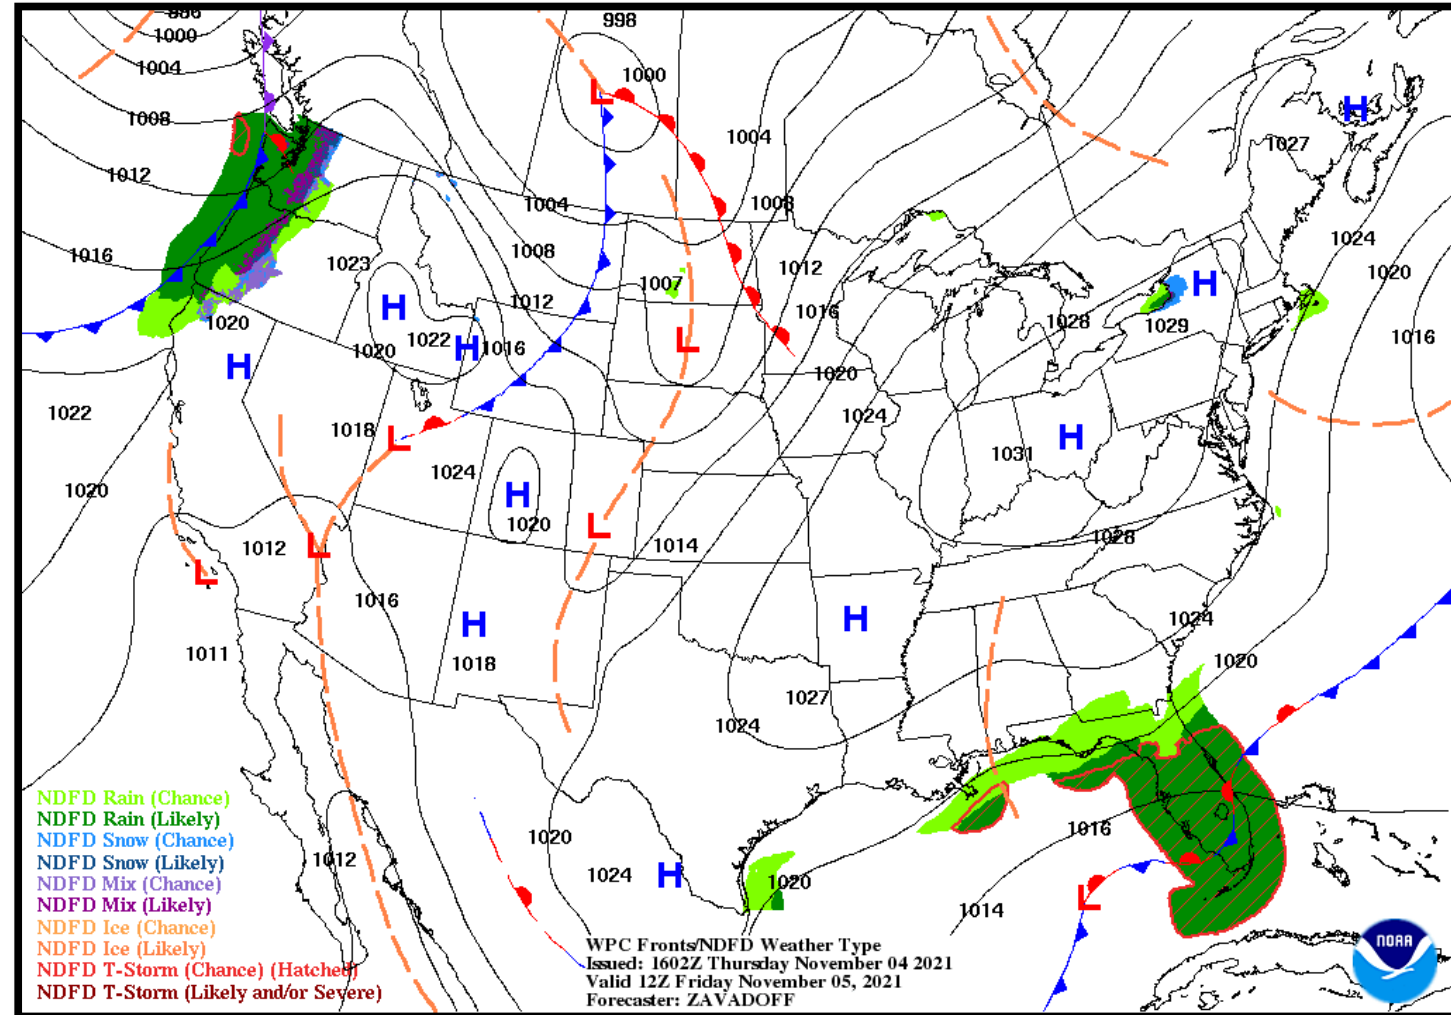 986
998
1000
1000
1004
1004
1008
1027
1012
1004
1008
1024
1016
1008
1012
1020
1023
1007
1012
1016
1028
1029
1016
1020
1022
1016
1020
1020
1022
1018
1024
1024
1031
1020
1020
1012
1014
1028
1016
1024
1011
1018
1020
1027
1024
1016
1020
1012
1024
1020
1014
H
H
H
H
H
H
H
H
H
H
L
L
L
L
L
L
L
NDFD Rain (Chance)
NDFD Rain (Likely)
NDFD Snow (Chance)
NDFD Snow (Likely)
NDFD Mix (Chance)
NDFD Mix (Likely)
NDFD Ice (Chance)
NDFD Ice (Likely)
NDFD T-Storm (Chance) (Hatched)
NDFD T-Storm (Likely and/or Severe)
WPC Fronts/NDFD Weather Type
Issued: 1602Z Thursday November 04 2021
Valid 12Z Friday November 05, 2021
Forecaster: ZAVADOFF
NOAA